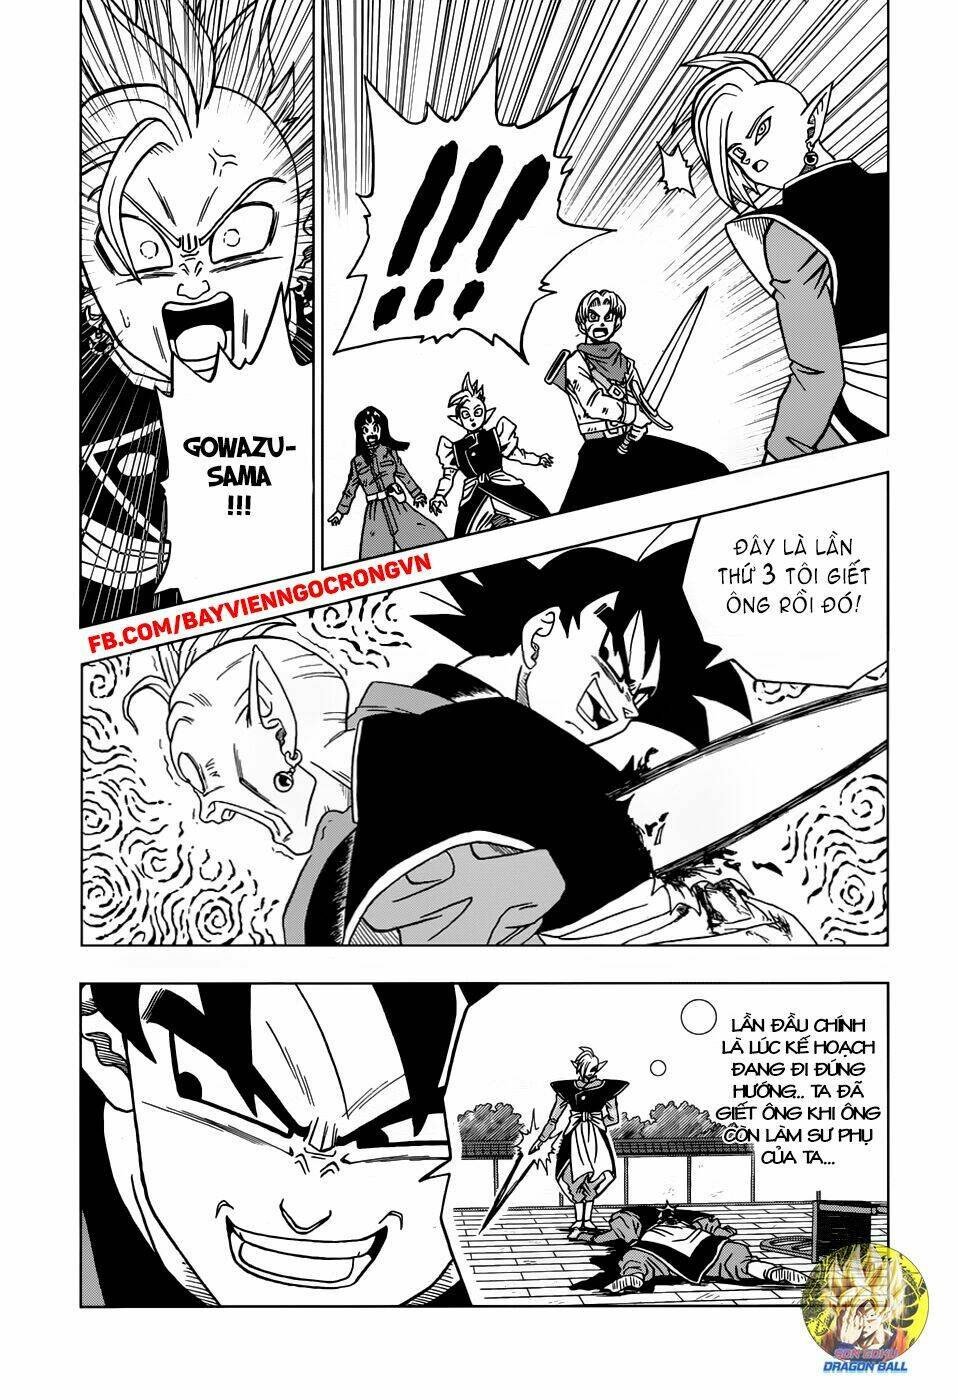 !!!
GOWAZU-
SAMA
!!!
FB.COM/BAYVIENNGOCRONGVN
ĐÂY LÀ LẦN
THỨ 3 TÔI GIẾT
ÔNG RỒI ĐÓ!
LẦN ĐẦU CHÍNH
LÀ LÚC KẾ HOẠCH
ĐANG ĐI ĐÚNG
HƯỚNG... TA ĐÃ
GIẾT ÔNG KHI ÔNG
CÒN LÀM SƯ PHỤ
CỦA TA...
SON GOKU
DRAGON BALL